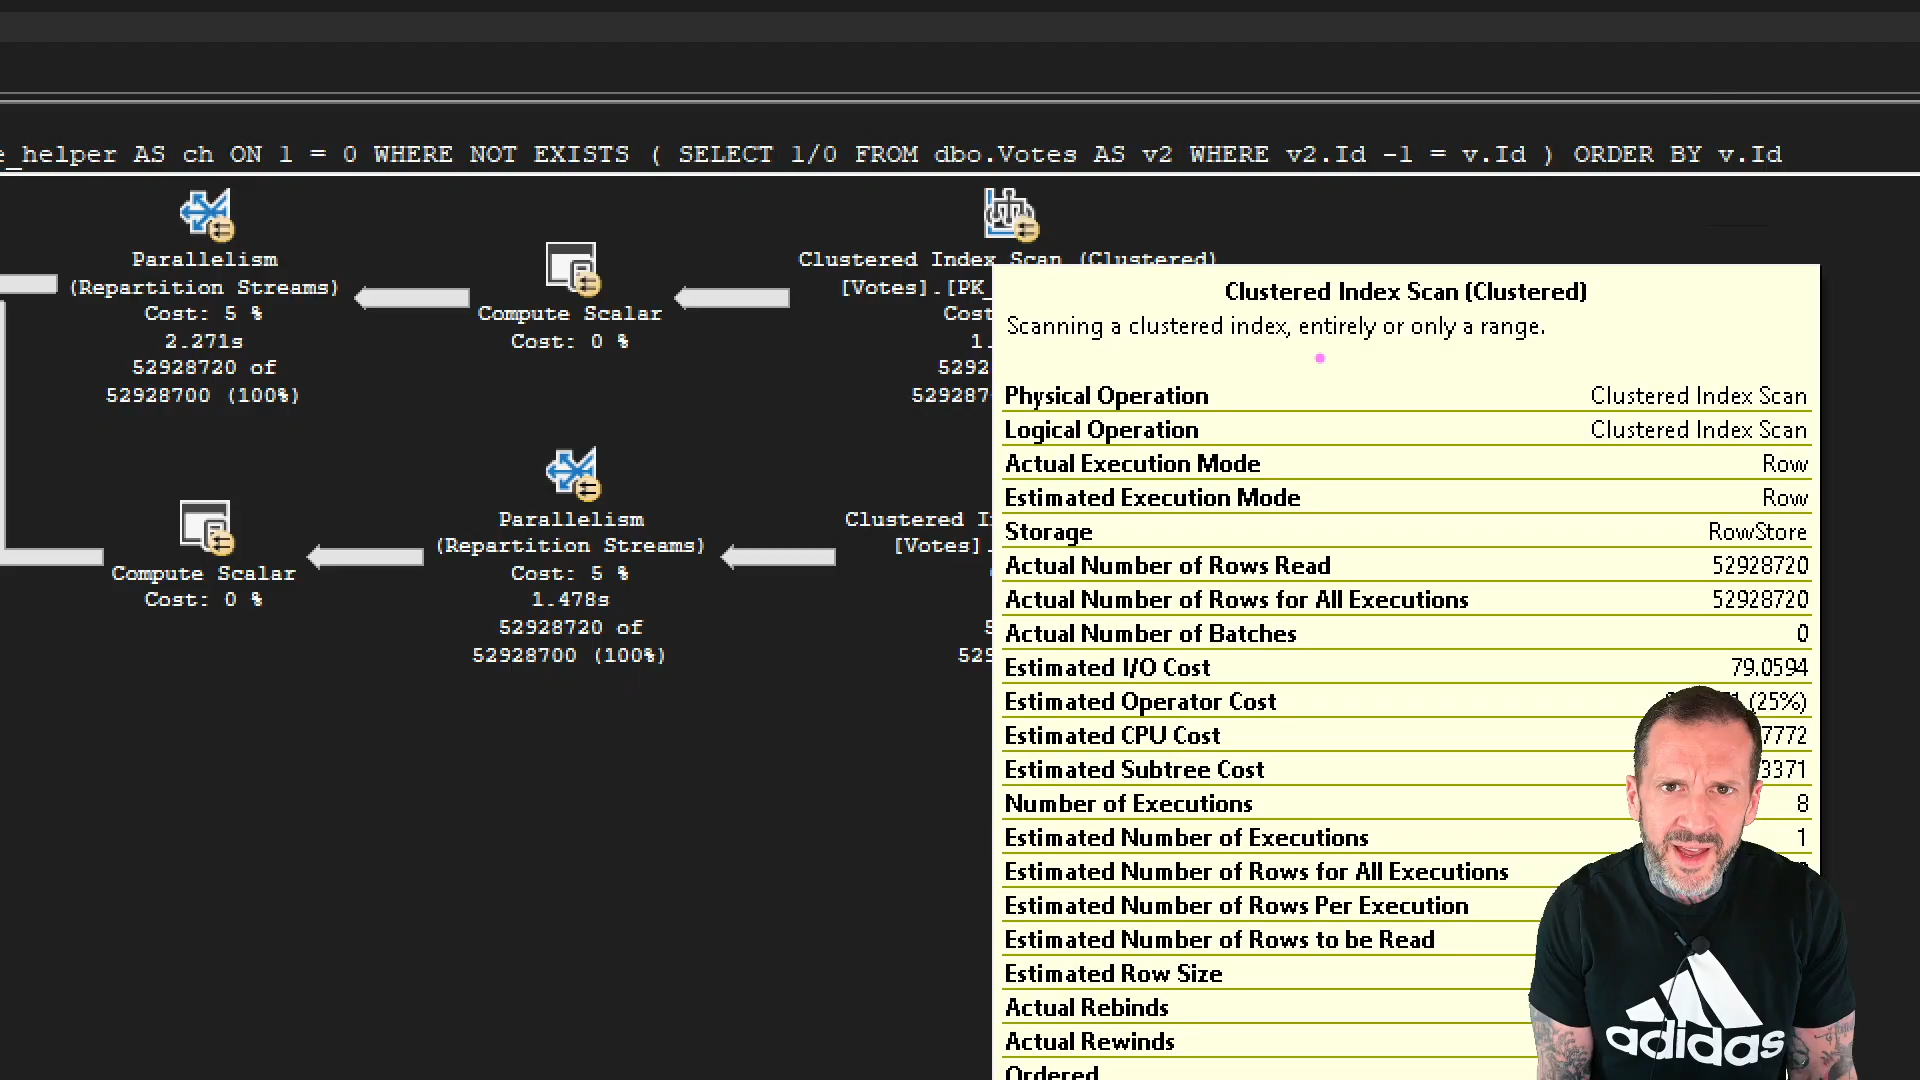 e_helper AS ch ON 1 = 0 WHERE NOT EXISTS ( SELECT 1/0 FROM dbo.Votes AS v2 WHERE v2.Id -1 = v.Id ) ORDER BY v.Id
Parallelism
(Repartition Streams)
Cost: 5 %
2.271s
52928720 of
52928700 (100%)
Compute Scalar
Cost: 0 %
Clustered Index Scan (Clustered)
[Votes].[PK_
Cost
1.
5292
529287
Compute Scalar
Cost: 0 %
Parallelism
(Repartition Streams)
Cost: 5 %
1.478s
52928720 of
52928700 (100%)
Clustered I
[Votes].
5
529
Clustered Index Scan (Clustered)
Scanning a clustered index, entirely or only a range.
Physical Operation Clustered Index Scan
Logical Operation Clustered Index Scan
Actual Execution Mode Row
Estimated Execution Mode Row
Storage RowStore
Actual Number of Rows Read 52928720
Actual Number of Rows for All Executions 52928720
Actual Number of Batches 0
Estimated I/O Cost 79.0594
Estimated Operator Cost (25%)
Estimated CPU Cost 7772
Estimated Subtree Cost 3371
Number of Executions 8
Estimated Number of Executions 1
Estimated Number of Rows for All Executions
Estimated Number of Rows Per Execution
Estimated Number of Rows to be Read
Estimated Row Size
Actual Rebinds
Actual Rewinds
Ordered
adidas